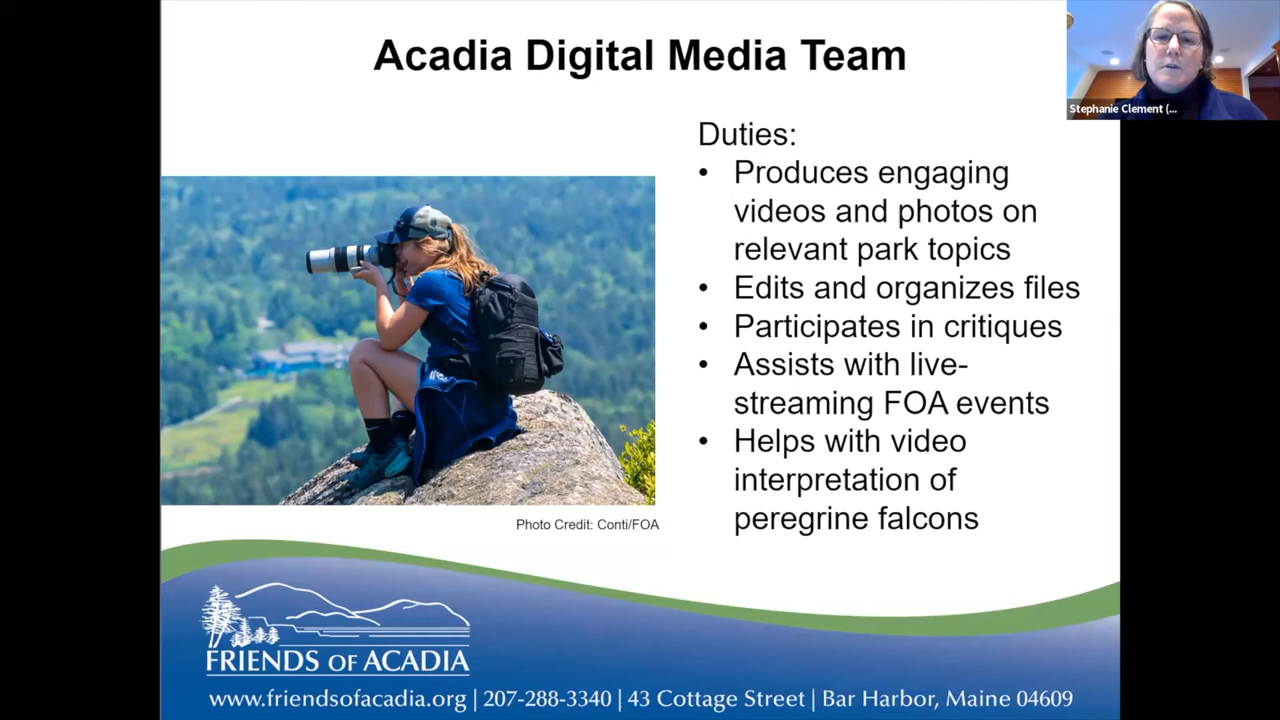 Acadia Digital Media Team
Stephanie Clement (...
Duties:
• Produces engaging
videos and photos on
relevant park topics
• Edits and organizes files
• Participates in critiques
• Assists with live-
streaming FOA events
• Helps with video
interpretation of
peregrine falcons
Photo Credit: Conti/FOA
FRIENDS OF ACADIA
www.friendsofacadia.org | 207-288-3340 | 43 Cottage Street | Bar Harbor, Maine 04609